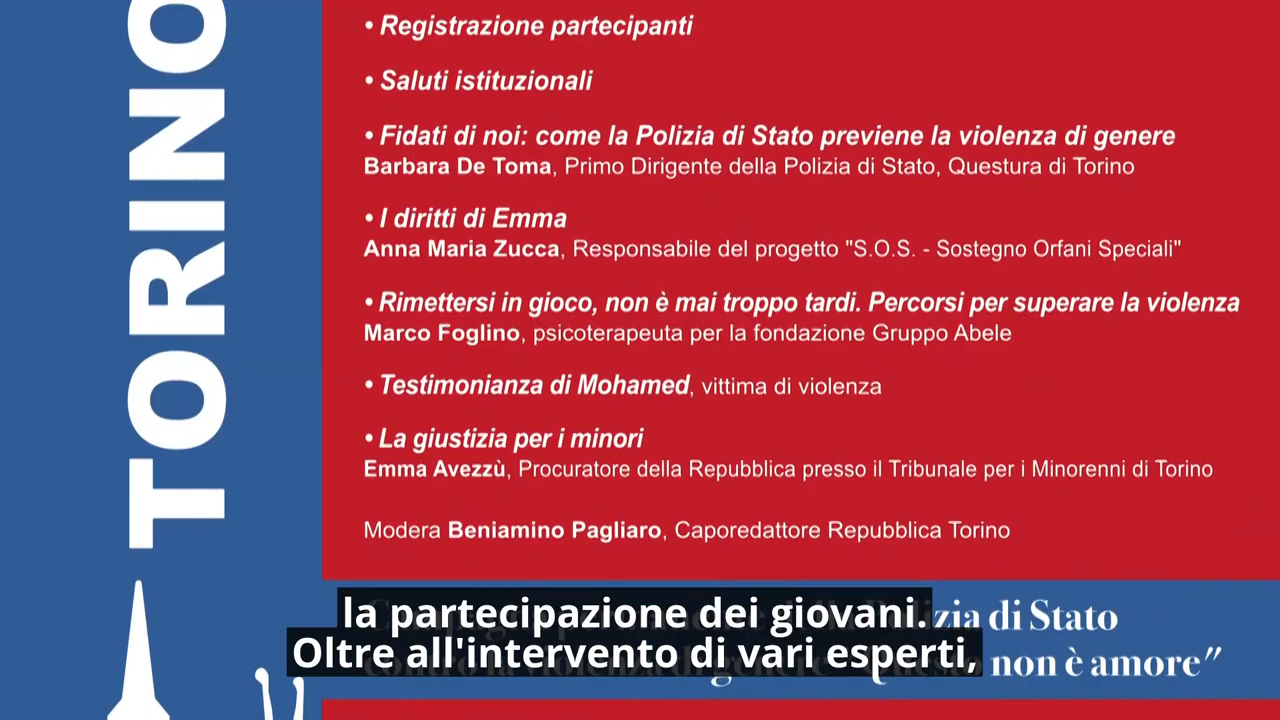 TORINO
• Registrazione partecipanti
• Saluti istituzionali
• Fidati di noi: come la Polizia di Stato previene la violenza di genere
Barbara De Toma, Primo Dirigente della Polizia di Stato, Questura di Torino
• I diritti di Emma
Anna Maria Zucca, Responsabile del progetto "S.O.S. - Sostegno Orfani Speciali"
• Rimettersi in gioco, non è mai troppo tardi. Percorsi per superare la violenza
Marco Foglino, psicoterapeuta per la fondazione Gruppo Abele
• Testimonianza di Mohamed, vittima di violenza
• La giustizia per i minori
Emma Avezzù, Procuratore della Repubblica presso il Tribunale per i Minorenni di Torino
Modera Beniamino Pagliaro, Caporedattore Repubblica Torino
di Stato
non è amore"
la partecipazione dei giovani.
Oltre all'intervento di vari esperti,